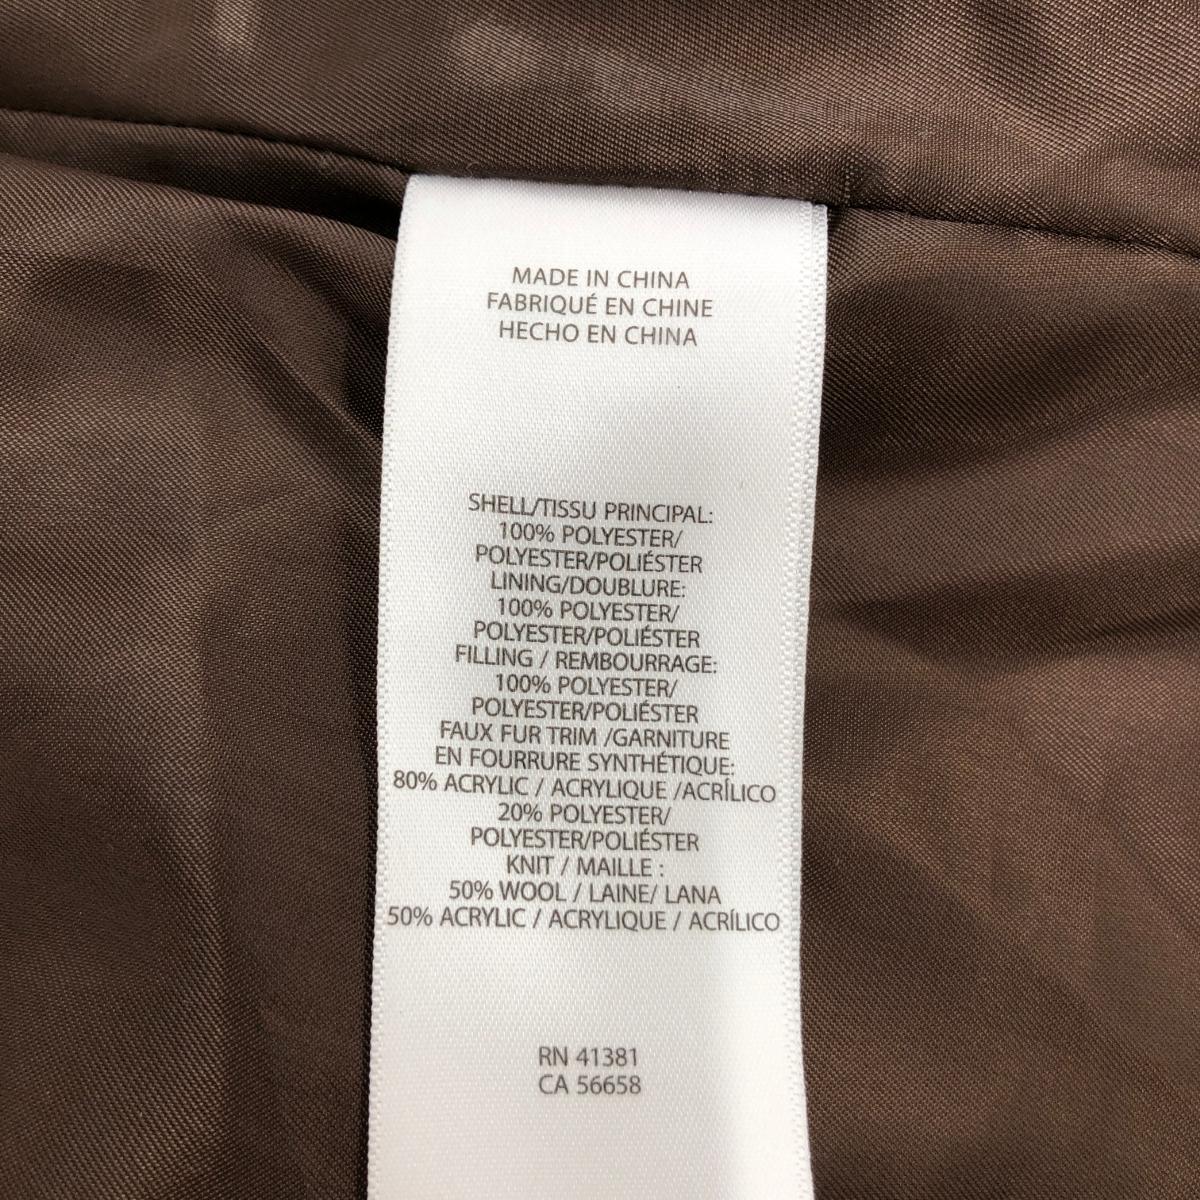 MADE IN CHINA
FABRIQUÉ EN CHINE
HECHO EN CHINA
SHELL/TISSU PRINCIPAL:
100% POLYESTER/
POLYESTER/POLIÉSTER
LINING/DOUBLURE:
100% POLYESTER/
POLYESTER/POLIÉSTER
FILLING / REMBOURRAGE:
100% POLYESTER/
POLYESTER/POLIÉSTER
FAUX FUR TRIM /GARNITURE
EN FOURRURE SYNTHÉTIQUE:
80% ACRYLIC / ACRYLIQUE /ACRÍLICO
20% POLYESTER/
POLYESTER/POLIÉSTER
KNIT / MAILLE :
50% WOOL / LAINE/ LANA
50% ACRYLIC / ACRYLIQUE / ACRÍLICO
RN 41381
CA 56658